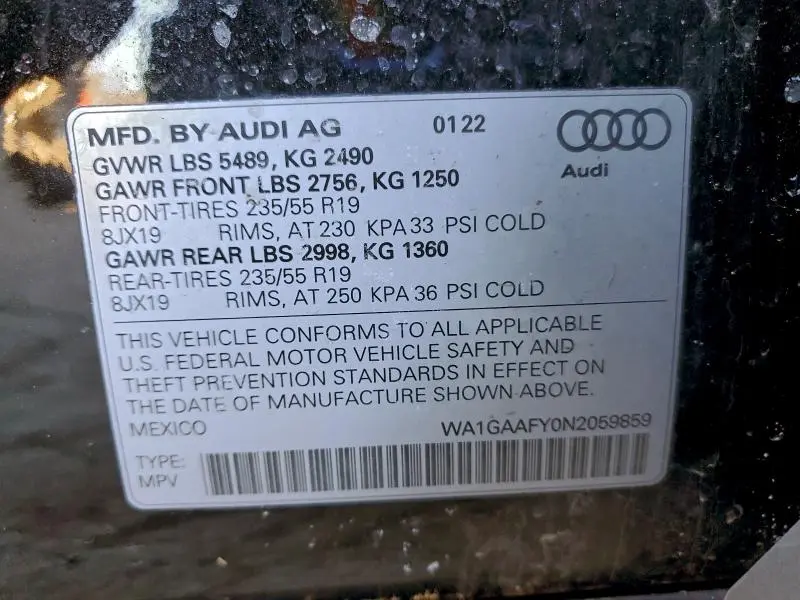 MFD. BY AUDI AG 0122
Audi
GVWR LBS 5489, KG 2490
GAWR FRONT LBS 2756, KG 1250
FRONT-TIRES 235/55 R19
8JX19 RIMS, AT 230 KPA 33 PSI COLD
GAWR REAR LBS 2998, KG 1360
REAR-TIRES 235/55 R19
8JX19 RIMS, AT 250 KPA 36 PSI COLD
THIS VEHICLE CONFORMS TO ALL APPLICABLE
U.S. FEDERAL MOTOR VEHICLE SAFETY AND
THEFT PREVENTION STANDARDS IN EFFECT ON
THE DATE OF MANUFACTURE SHOWN ABOVE.
MEXICO WA1GAAFY0N2059859
TYPE:
MPV